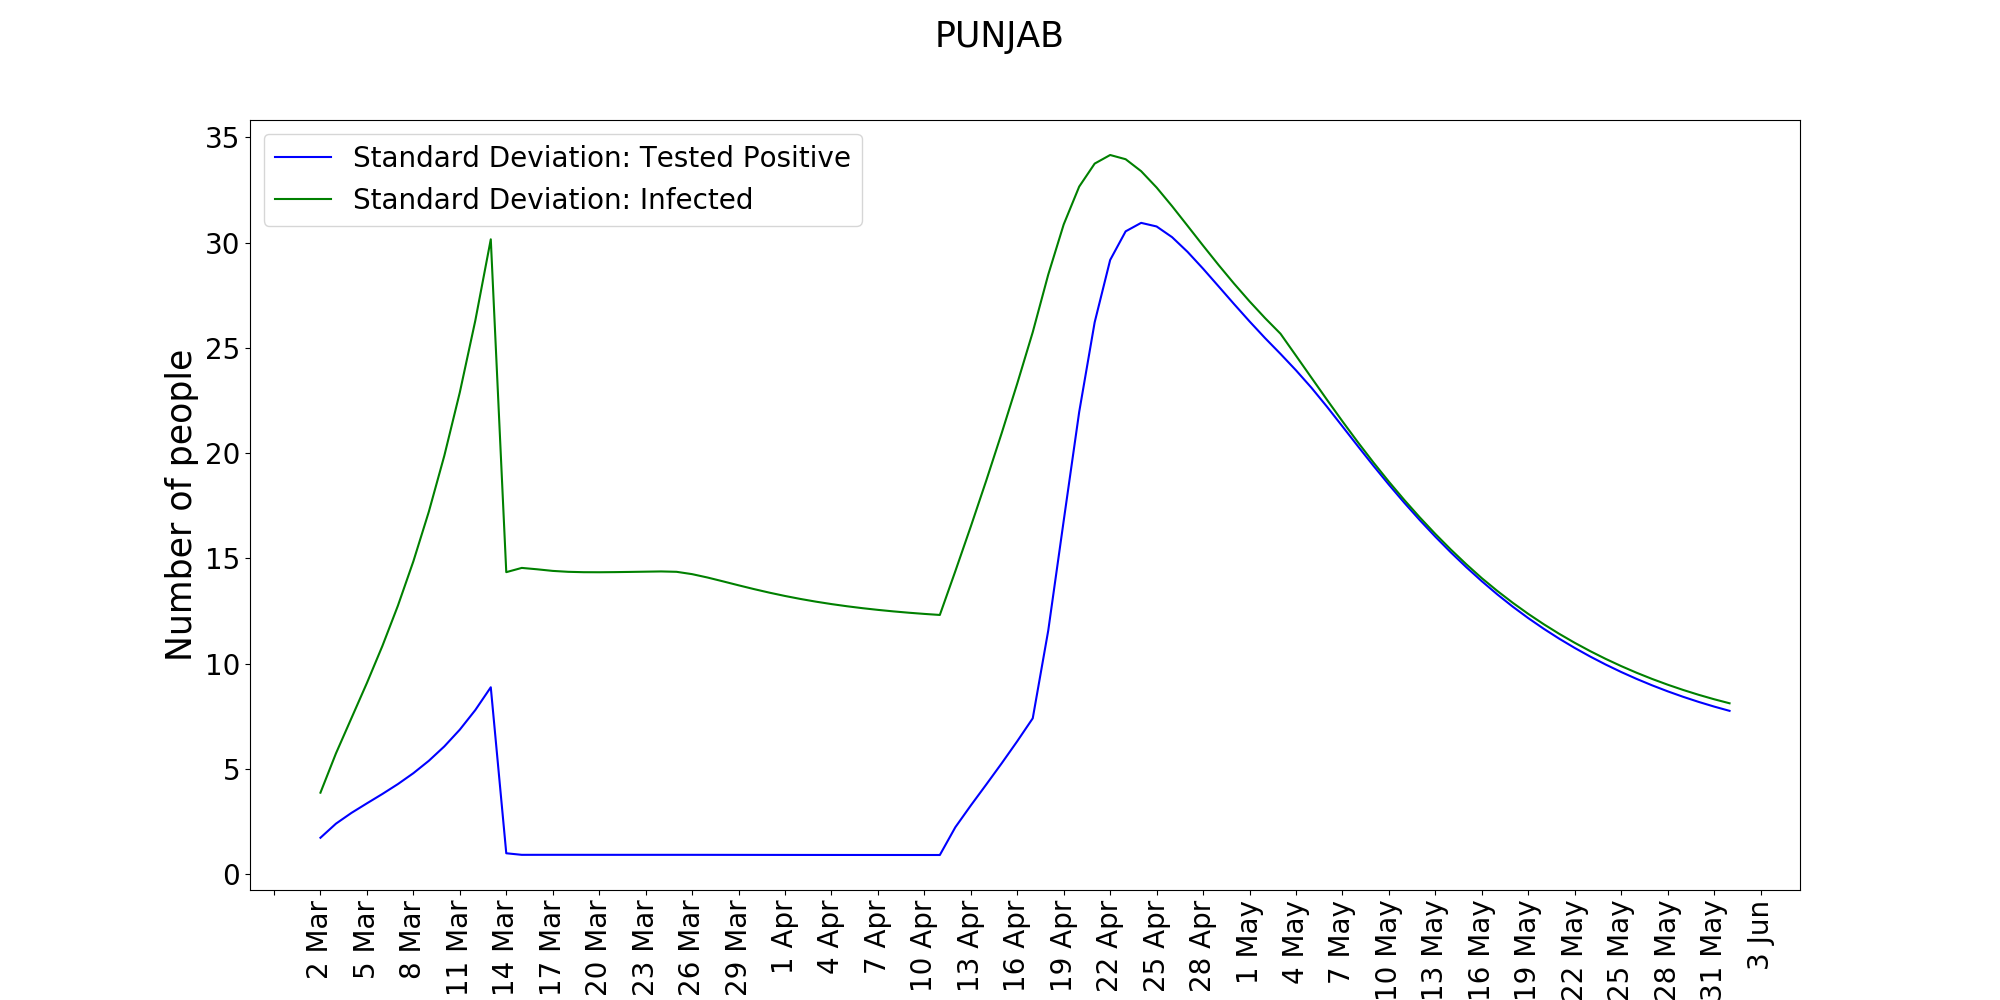 PUNJAB
Standard Deviation: Tested Positive
Standard Deviation: Infected
Number of people
35
30
25
20
15
10
5
0
2 Mar
5 Mar
8 Mar
11 Mar
14 Mar
17 Mar
20 Mar
23 Mar
26 Mar
29 Mar
1 Apr
4 Apr
7 Apr
10 Apr
13 Apr
16 Apr
19 Apr
22 Apr
25 Apr
28 Apr
1 May
4 May
7 May
10 May
13 May
16 May
19 May
22 May
25 May
28 May
31 May
3 Jun